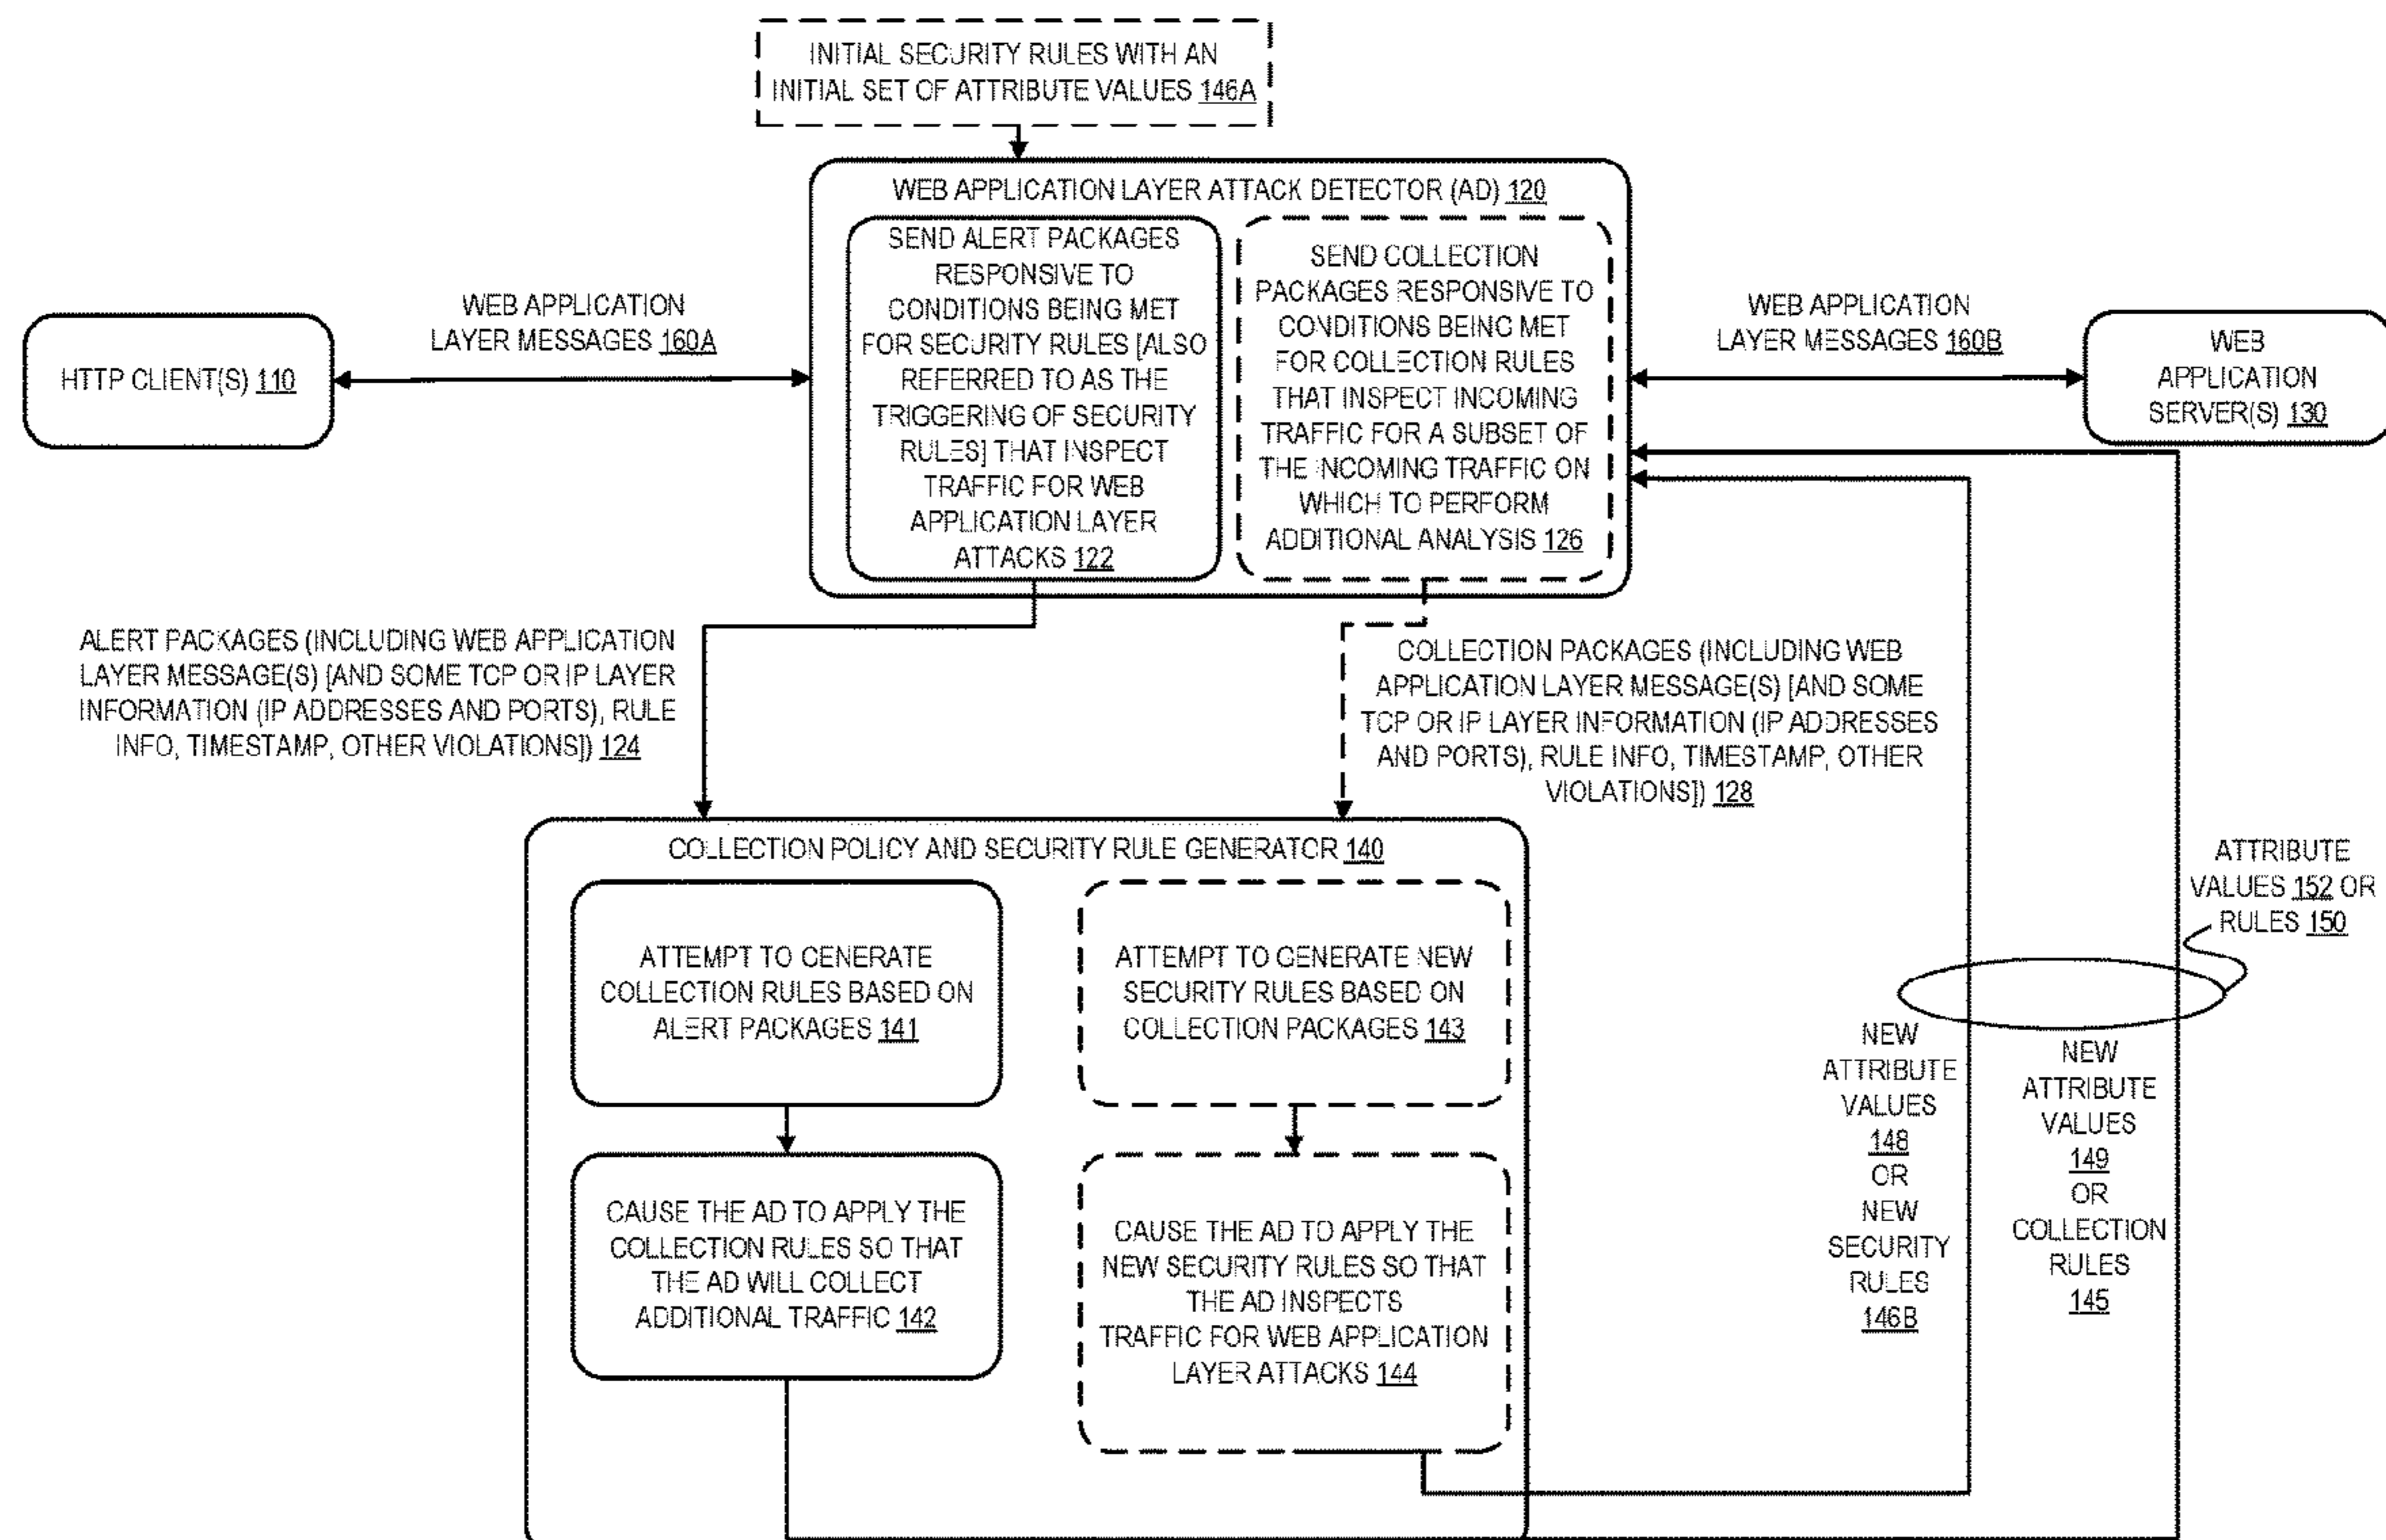 INITIAL SECURITY RULES WITH AN
INITIAL SET OF ATTRIBUTE VALUES 146A
WEB APPLICATION LAYER ATTACK DETECTOR (AD) 120
SEND ALERT PACKAGES
RESPONSIVE TO
CONDITIONS BEING MET
FOR SECURITY RULES [ALSO
REFERRED TO AS THE
TRIGGERING OF SECURITY
RULES] THAT INSPECT
TRAFFIC FOR WEB
APPLICATION LAYER
ATTACKS 122
SEND COLLECTION
PACKAGES RESPONSIVE TO
CONDITIONS BEING MET
FOR COLLECTION RULES
THAT INSPECT INCOMING
TRAFFIC FOR A SUBSET OF
THE INCOMING TRAFFIC ON
WHICH TO PERFORM
ADDITIONAL ANALYSIS 126
WEB APPLICATION
LAYER MESSAGES 160A
HTTP CLIENT(S) 110
WEB APPLICATION
LAYER MESSAGES 160B
WEB
APPLICATION
SERVER(S) 130
ALERT PACKAGES (INCLUDING WEB APPLICATION
LAYER MESSAGE(S) [AND SOME TCP OR IP LAYER
INFORMATION (IP ADDRESSES AND PORTS), RULE
INFO, TIMESTAMP, OTHER VIOLATIONS]) 124
COLLECTION PACKAGES (INCLUDING WEB
APPLICATION LAYER MESSAGE(S) [AND SOME
TCP OR IP LAYER INFORMATION (IP ADDRESSES
AND PORTS), RULE INFO, TIMESTAMP, OTHER
VIOLATIONS]) 128
COLLECTION POLICY AND SECURITY RULE GENERATOR 140
ATTEMPT TO GENERATE
COLLECTION RULES BASED ON
ALERT PACKAGES 141
ATTEMPT TO GENERATE NEW
SECURITY RULES BASED ON
COLLECTION PACKAGES 143
CAUSE THE AD TO APPLY THE
COLLECTION RULES SO THAT
THE AD WILL COLLECT
ADDITIONAL TRAFFIC 142
CAUSE THE AD TO APPLY THE
NEW SECURITY RULES SO THAT
THE AD INSPECTS
TRAFFIC FOR WEB APPLICATION
LAYER ATTACKS 144
ATTRIBUTE
VALUES 152 OR
RULES 150
NEW
ATTRIBUTE
VALUES
148
OR
NEW
SECURITY
RULES
146B
NEW
ATTRIBUTE
VALUES
149
OR
COLLECTION
RULES
145